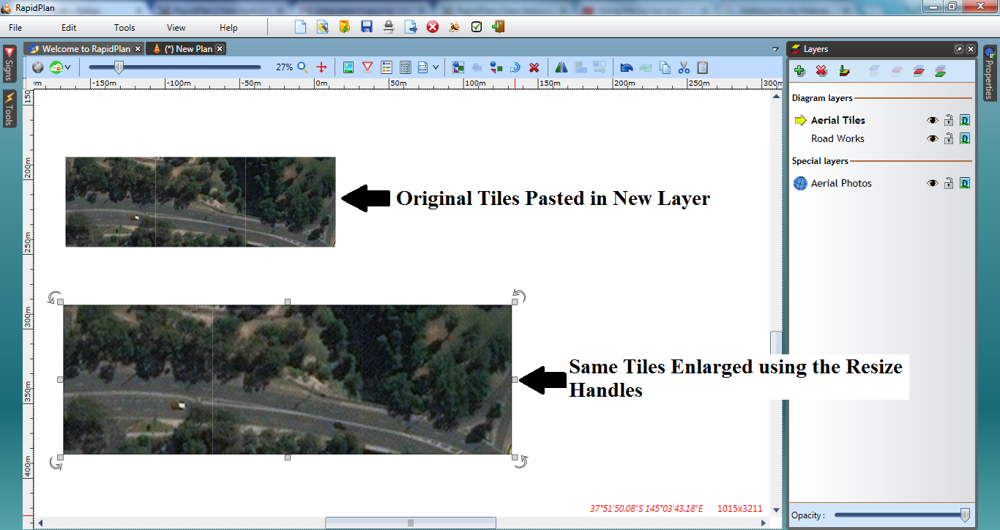 RapidPlan
File Edit Tools View Help
Welcome to RapidPlan (*) New Plan
Layers
Signs
Tools
Properties
27%
-150m -100m -50m 0m 50m 100m 150m 200m 250m 300m
150
200m
250m
300m
350m
400m
Diagram layers
Aerial Tiles
Road Works
Special layers
Aerial Photos
D
D
D
Original Tiles Pasted in New Layer
Same Tiles Enlarged using the Resize
Handles
37°51'50.08"S 145°03'43.18"E 1015x3211
Opacity :